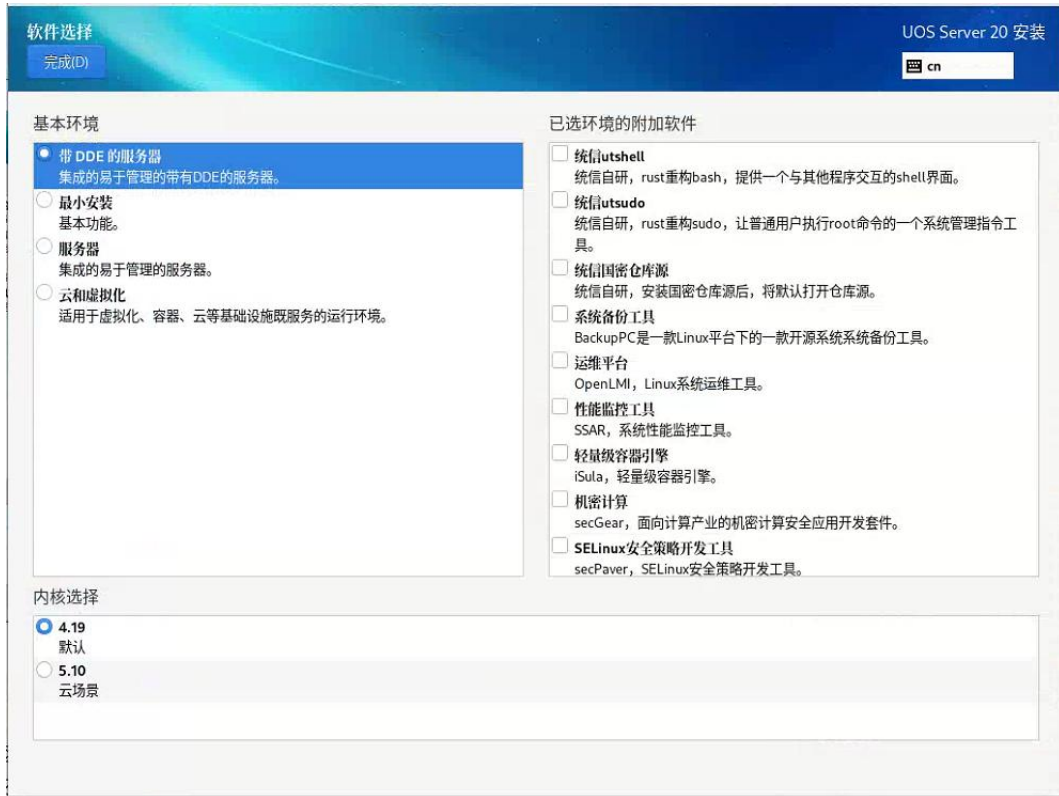 软件选择
UOS Server 20 安装
完成(D)
cn
基本环境
带 DDE 的服务器
集成的易于管理的带有DDE的服务器。
最小安装
基本功能。
服务器
集成的易于管理的服务器。
云和虚拟化
适用于虚拟化、容器、云等基础设施既服务的运行环境。
已选环境的附加软件
统信utshell
统信自研，rust重构bash，提供一个与其他程序交互的shell界面。
统信utsudo
统信自研，rust重构sudo，让普通用户执行root命令的一个系统管理指令工
具。
统信国密仓库源
统信自研，安装国密仓库源后，将默认打开仓库源。
系统备份工具
BackupPC是一款Linux平台下的一款开源系统系统备份工具。
运维平台
OpenLMI，Linux系统运维工具。
性能监控工具
SSAR，系统性能监控工具。
轻量级容器引擎
iSula，轻量级容器引擎。
机密计算
secGear，面向计算产业的机密计算安全应用开发套件。
SELinux安全策略开发工具
secPaver，SELinux安全策略开发工具。
内核选择
4.19
默认
5.10
云场景